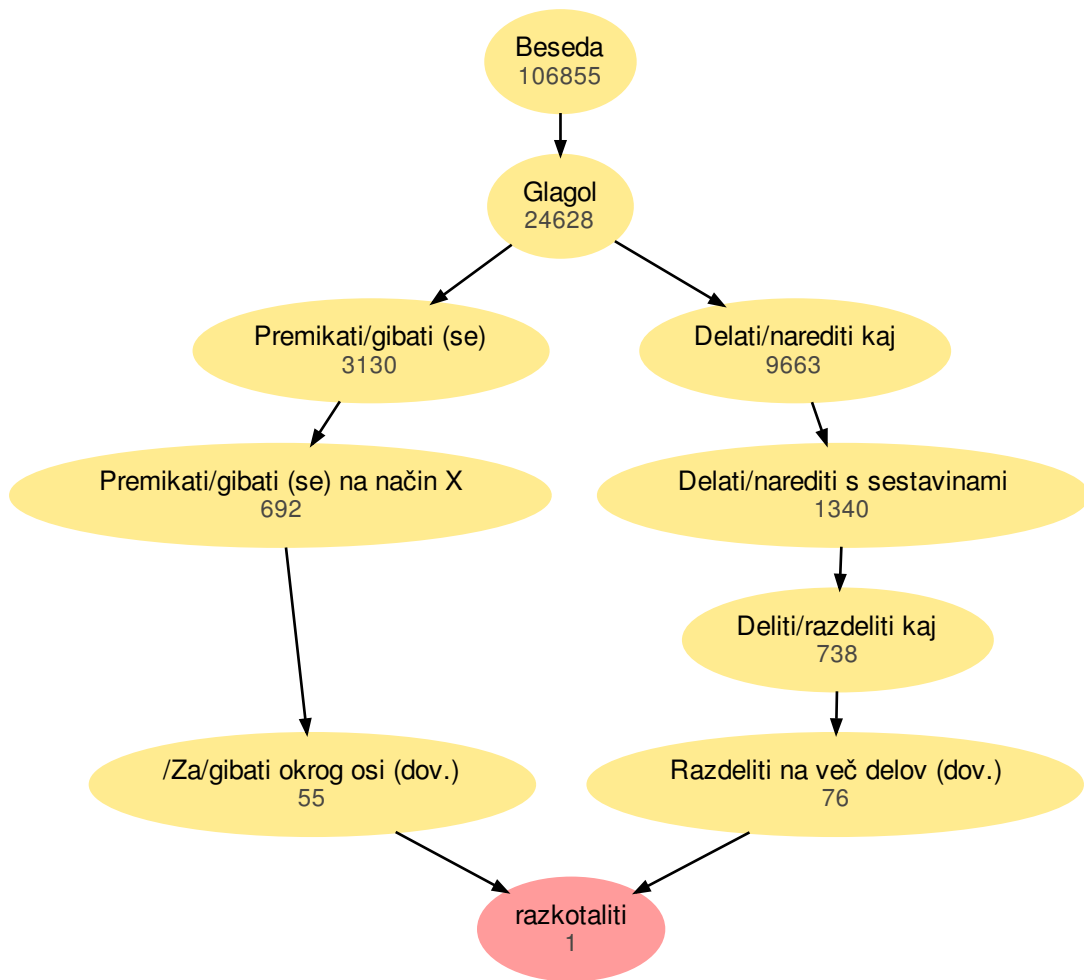 Beseda
106855
Glagol
24628
Premikati/gibati (se)
3130
Delati/narediti kaj
9663
Premikati/gibati (se) na način X
692
Delati/narediti s sestavinami
1340
Deliti/razdeliti kaj
738
/Za/gibati okrog osi (dov.)
55
Razdeliti na več delov (dov.)
76
razkotaliti
1